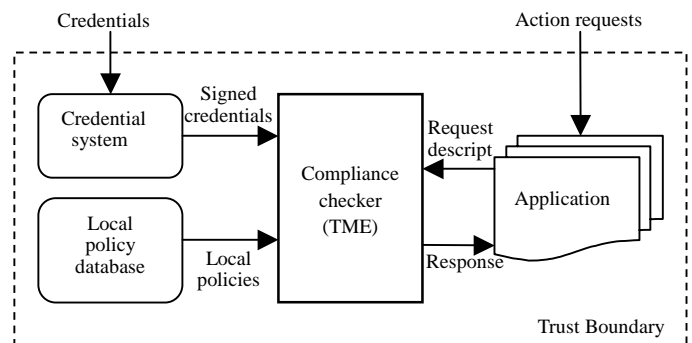 Credentials
Action requests
Credential
system
Signed
credentials
Compliance
checker
(TME)
Request
descript
Application
Local
policy
database
Local
policies
Response
Trust Boundary